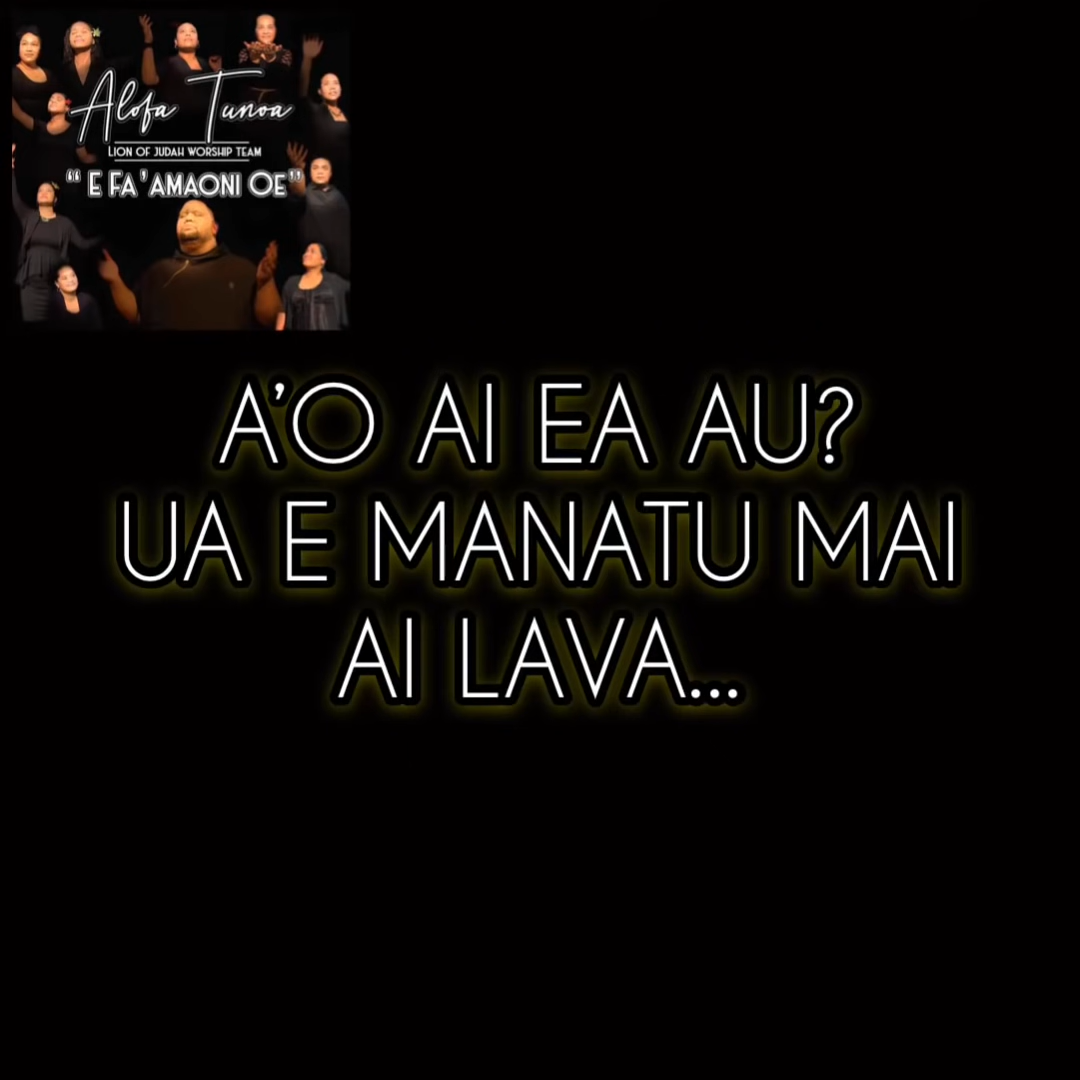 Alofa Tunoa
LION OF JUDAH WORSHIP TEAM
“ E FA'AMAONI OE”
A’O AI EA AU?
UA E MANATU MAI
AI LAVA...